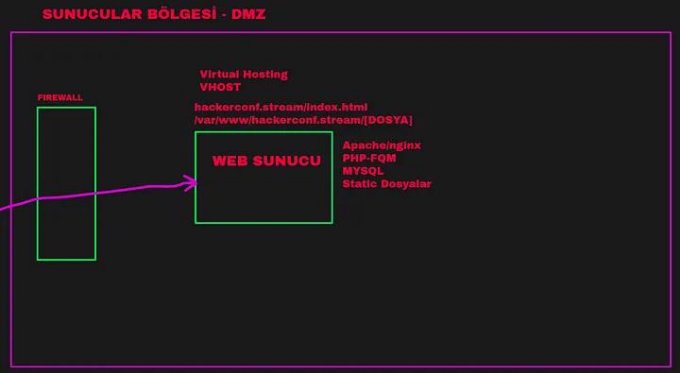 SUNUCULAR BÖLGESİ - DMZ
Virtual Hosting
VHOST
FIREWALL
hackerconf.stream/index.html
/var/www/hackerconf.stream/[DOSYA]
WEB SUNUCU
Apache/nginx
PHP-FQM
MYSQL
Static Dosyalar